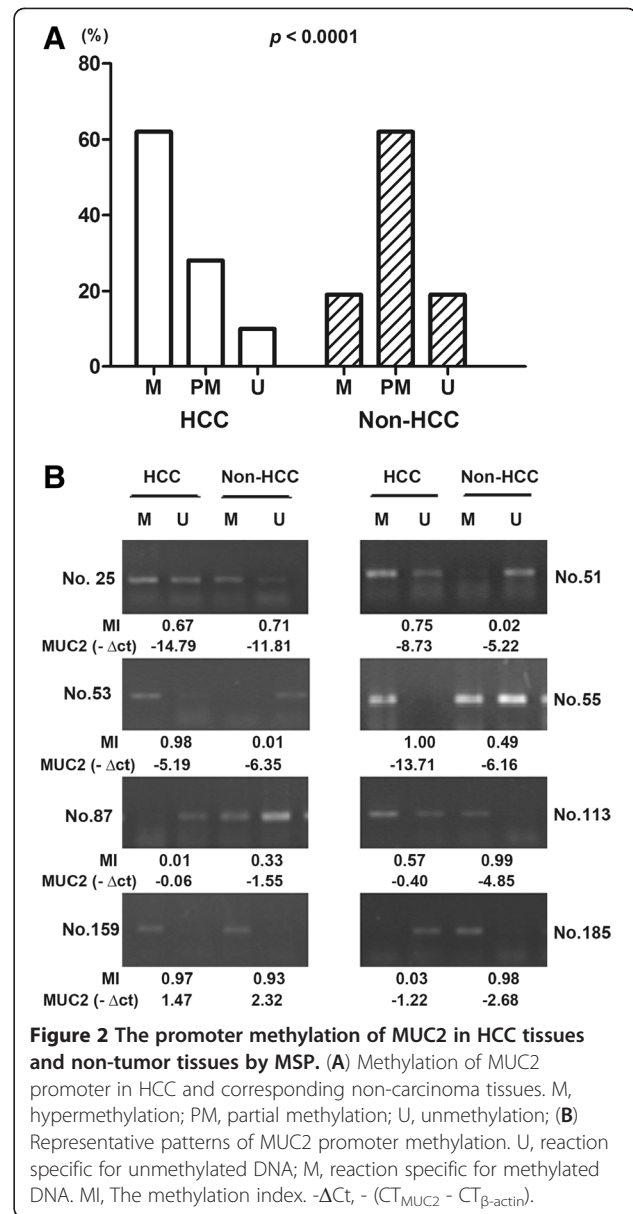 A (%) p < 0.0001
80
60
40
20
0
M PM U M PM U
HCC Non-HCC
B
HCC Non-HCC HCC Non-HCC
M U M U M U M U
No. 25 No.51
MI 0.67 0.71 0.75 0.02
MUC2 (- Δct) -14.79 -11.81 -8.73 -5.22
No.53 No.55
MI 0.98 0.01 1.00 0.49
MUC2 (- Δct) -5.19 -6.35 -13.71 -6.16
No.87 No.113
MI 0.01 0.33 0.57 0.99
MUC2 (- Δct) -0.06 -1.55 -0.40 -4.85
No.159 No.185
MI 0.97 0.93 0.03 0.98
MUC2 (- Δct) 1.47 2.32 -1.22 -2.68
Figure 2 The promoter methylation of MUC2 in HCC tissues
and non-tumor tissues by MSP. (A) Methylation of MUC2
promoter in HCC and corresponding non-carcinoma tissues. M,
hypermethylation; PM, partial methylation; U, unmethylation; (B)
Representative patterns of MUC2 promoter methylation. U, reaction
specific for unmethylated DNA; M, reaction specific for methylated
DNA. MI, The methylation index. -ΔCt, - (CT_MUC2 - CT_β-actin).